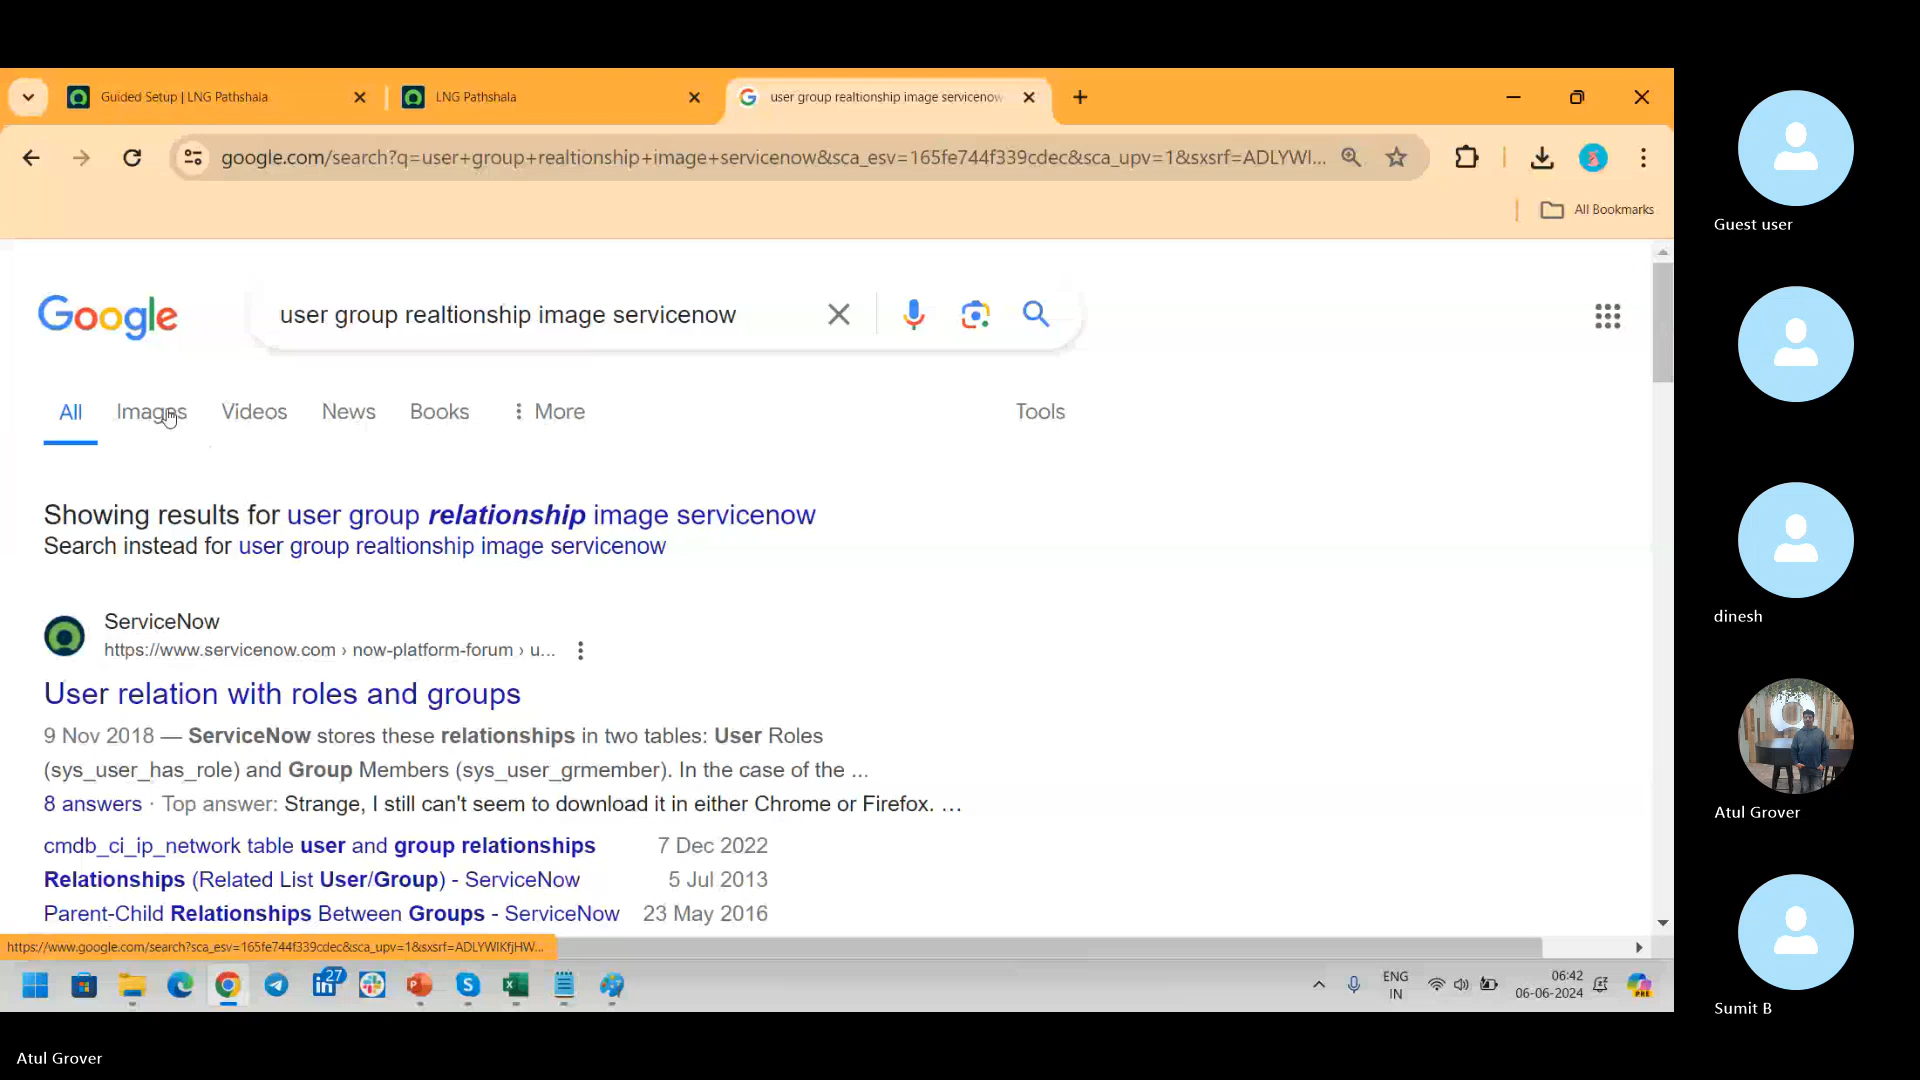 Guided Setup | LNG Pathshala
LNG Pathshala
user group realtionship image servicenow
google.com/search?q=user+group+realtionship+image+servicenow&sca_esv=165fe744f339cdec&sca_upv=1&sxsrf=ADLYWI...
All Bookmarks
Google
user group realtionship image servicenow
All
Images
Videos
News
Books
More
Tools
Showing results for user group relationship image servicenow
Search instead for user group realtionship image servicenow
ServiceNow
https://www.servicenow.com › now-platform-forum › u...
User relation with roles and groups
9 Nov 2018 — ServiceNow stores these relationships in two tables: User Roles
(sys_user_has_role) and Group Members (sys_user_grmember). In the case of the ...
8 answers · Top answer: Strange, I still can't seem to download it in either Chrome or Firefox. ...
cmdb_ci_ip_network table user and group relationships 7 Dec 2022
Relationships (Related List User/Group) - ServiceNow 5 Jul 2013
Parent-Child Relationships Between Groups - ServiceNow 23 May 2016
https://www.google.com/search?sca_esv=165fe744f339cdec&sca_upv=1&sxsrf=ADLYWIKfjHW...
27
ENG
IN
06:42
06-06-2024
PRE
Guest user
dinesh
Atul Grover
Sumit B
Atul Grover